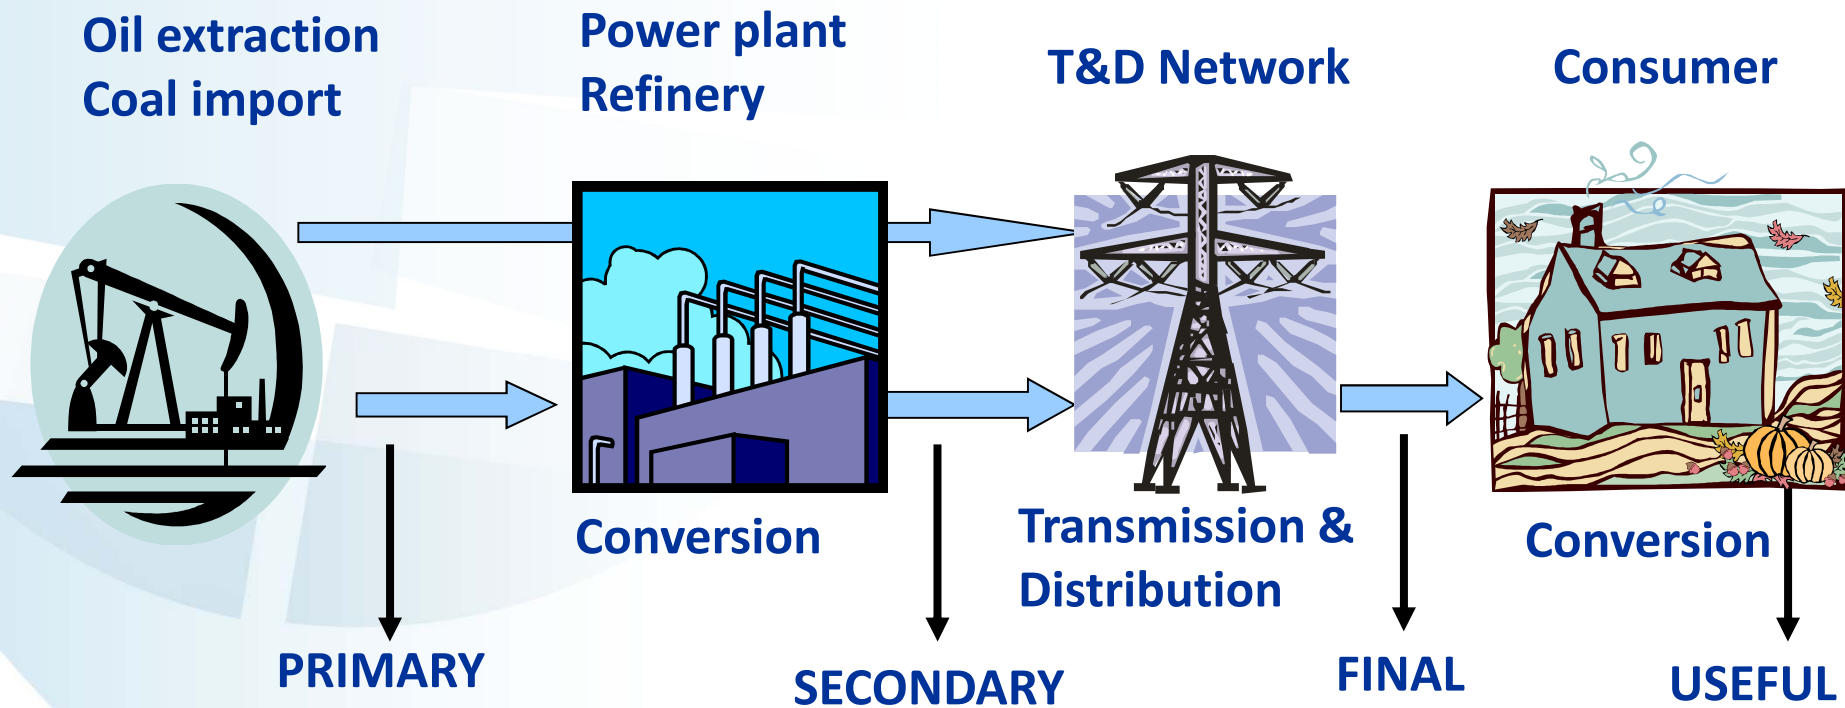 Oil extraction
Coal import
Power plant
Refinery
T&D Network
Consumer
Conversion
Transmission &
Distribution
Conversion
PRIMARY
SECONDARY
FINAL
USEFUL